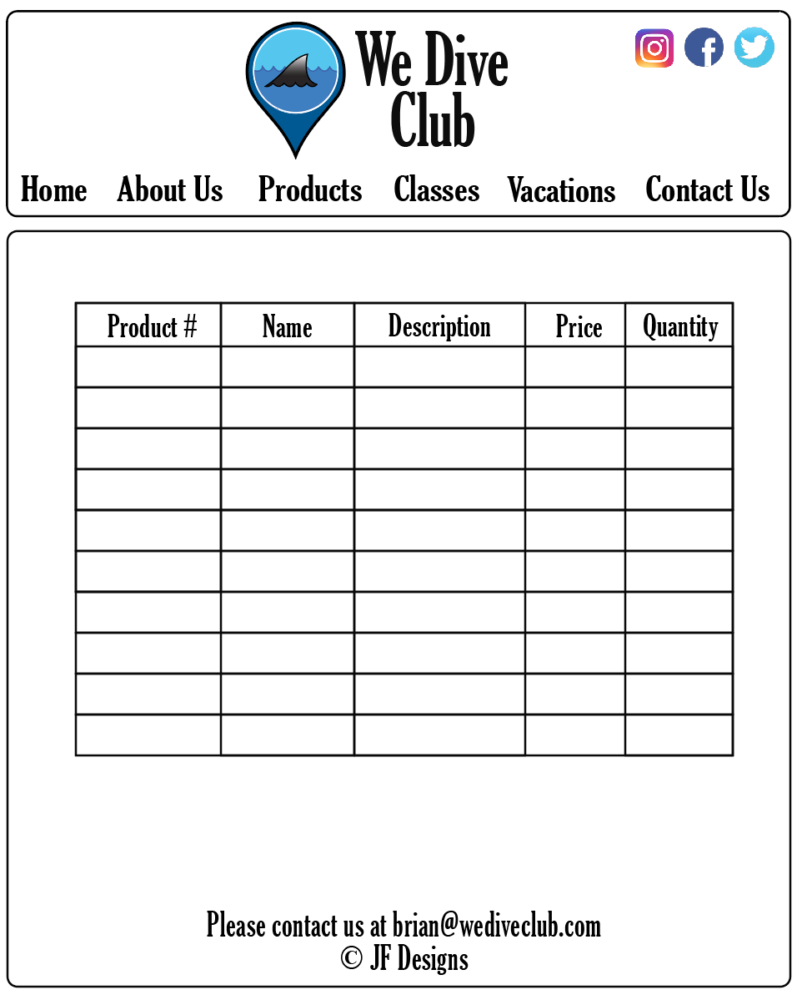 We Dive
Club
Home About Us Products Classes Vacations Contact Us
Product # Name Description Price Quantity
Please contact us at brian@wediveclub.com
© JF Designs